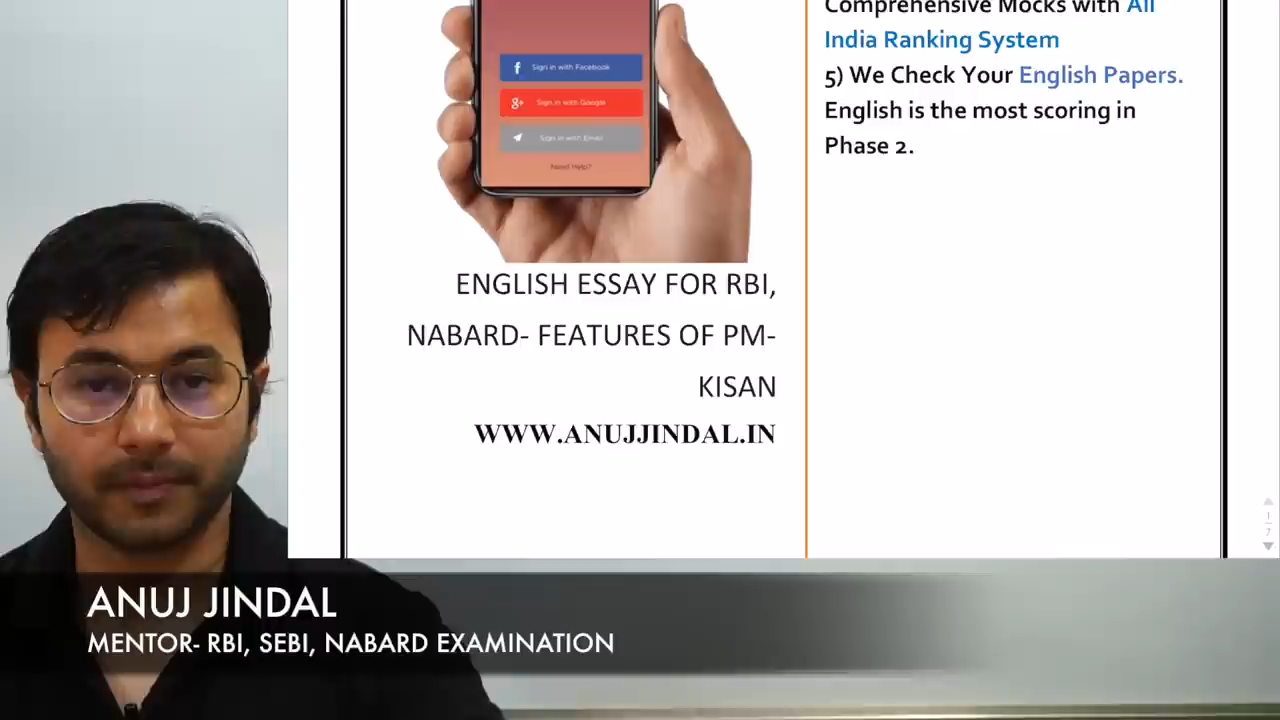 Sign in with Facebook
Sign in with Google
Sign in with Email
Need Help?
ENGLISH ESSAY FOR RBI,
NABARD- FEATURES OF PM-
KISAN
WWW.ANUJJINDAL.IN
Comprehensive Mocks with All
India Ranking System
5) We Check Your English Papers.
English is the most scoring in
Phase 2.
1
7
ANUJ JINDAL
MENTOR- RBI, SEBI, NABARD EXAMINATION